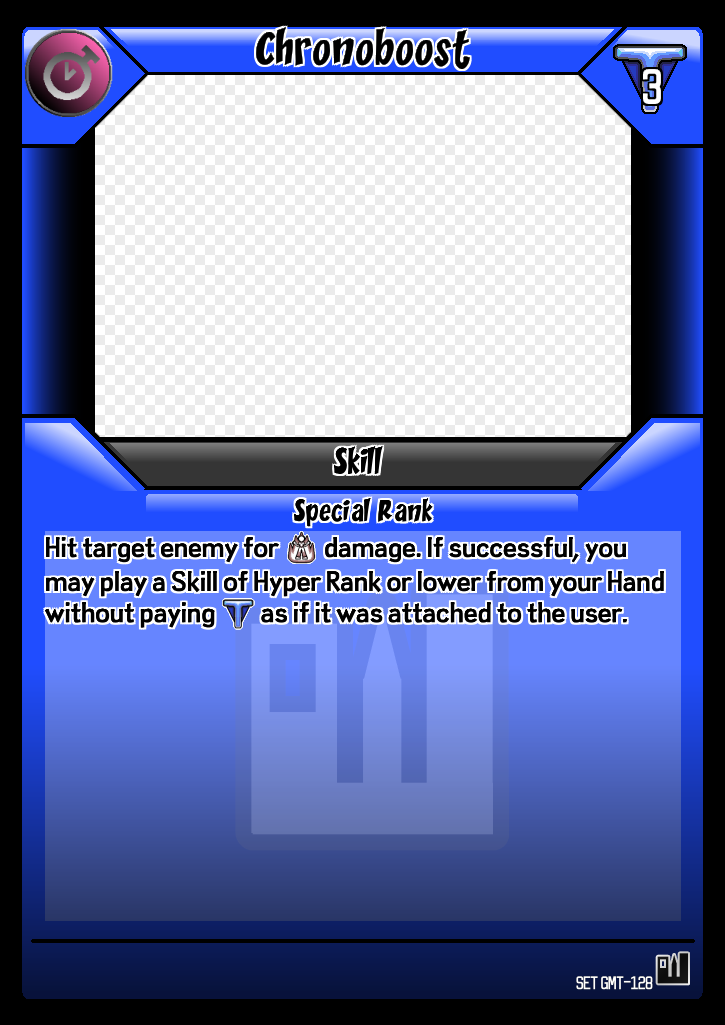 Chronoboost
3
Skill
Special Rank
Hit target enemy for damage. If successful, you
may play a Skill of Hyper Rank or lower from your Hand
without paying as if it was attached to the user.
SET GMT-128